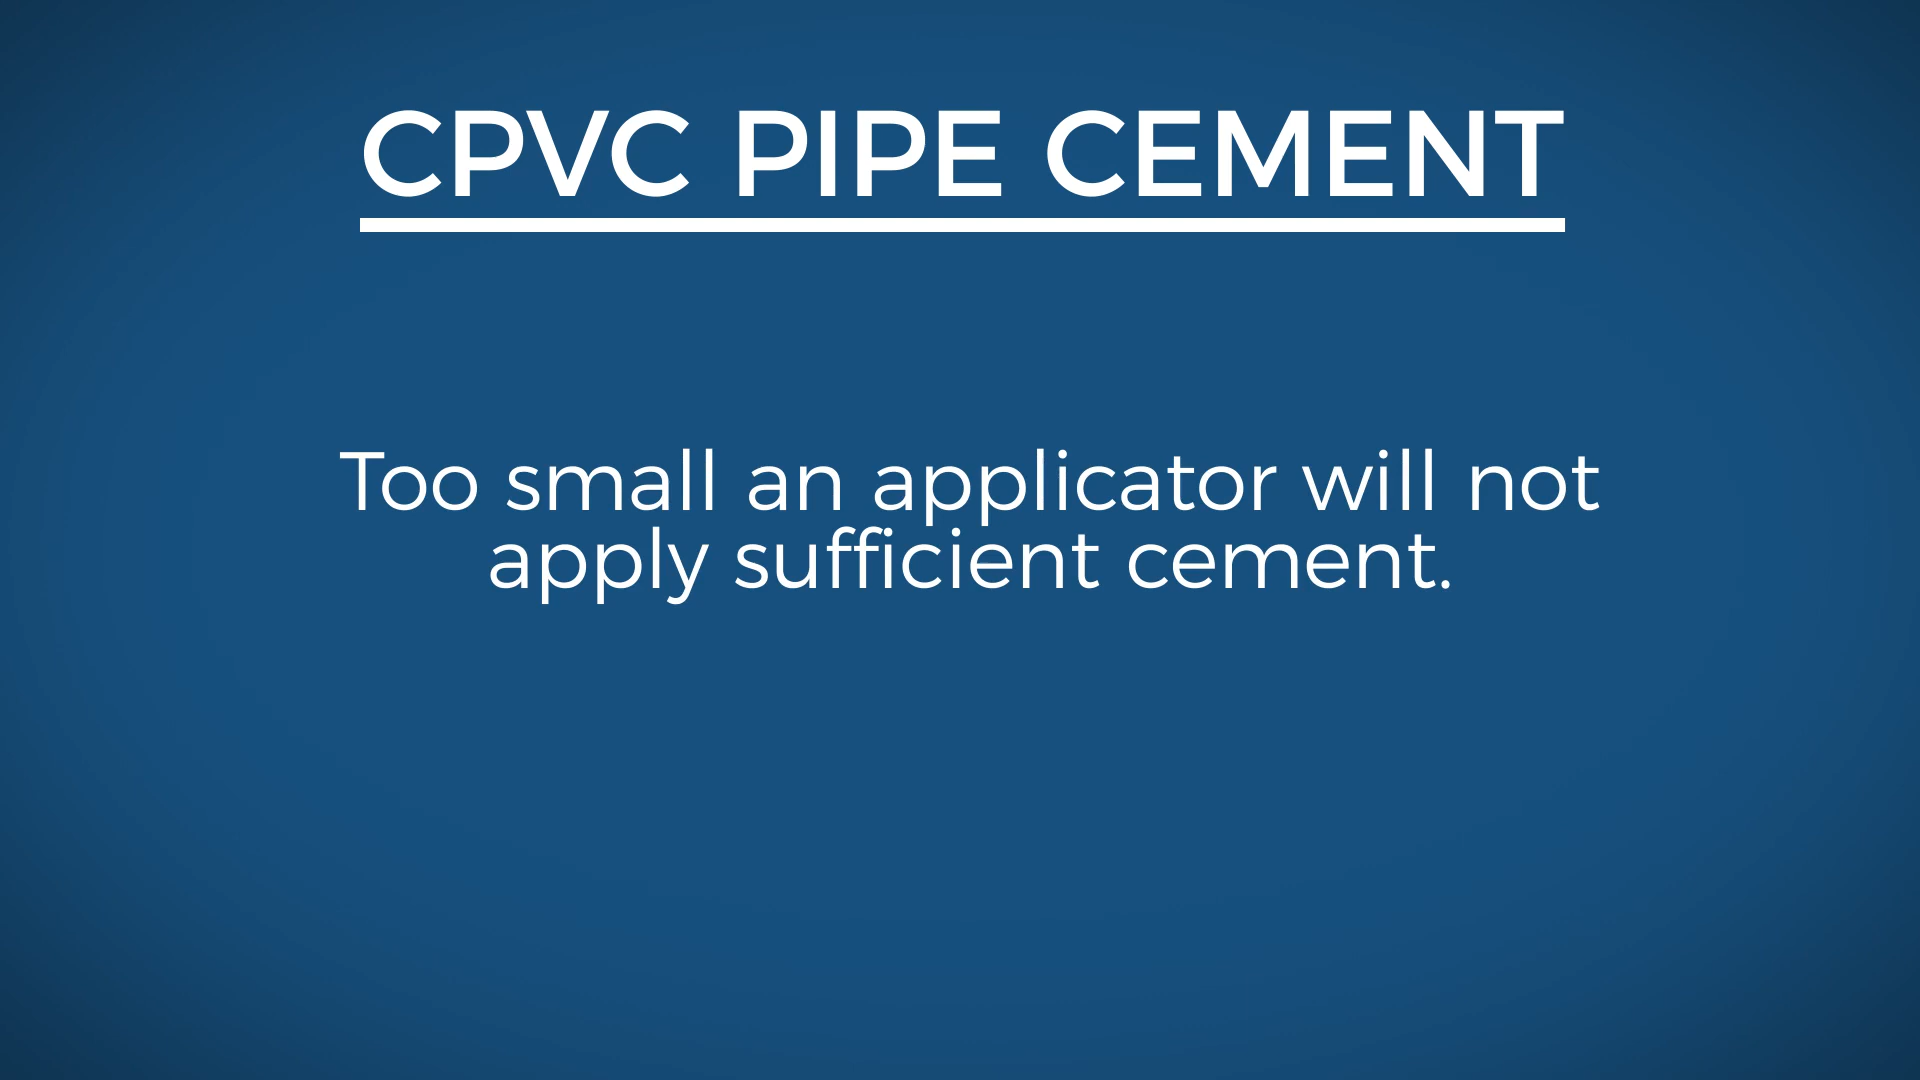 CPVC PIPE CEMENT
Too small an applicator will not
apply sufficient cement.